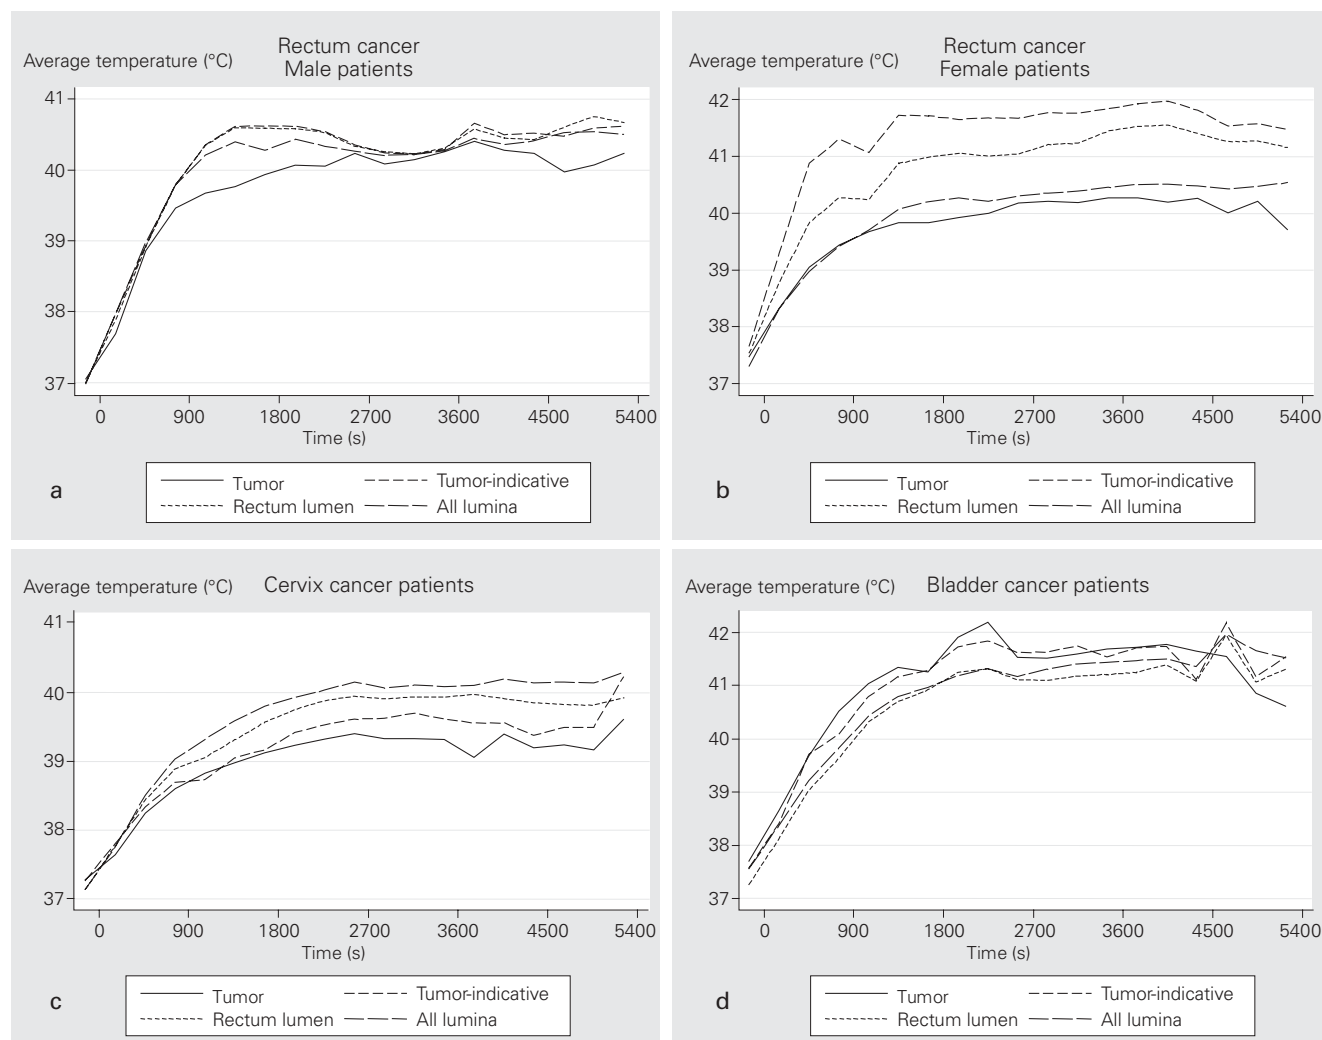 Average temperature (°C)
Rectum cancer
Male patients
41
40
39
38
37
0 900 1800 2700 3600 4500 5400
Time (s)
a
Tumor Tumor-indicative
Rectum lumen All lumina
Average temperature (°C)
Rectum cancer
Female patients
42
41
40
39
38
37
0 900 1800 2700 3600 4500 5400
Time (s)
b
Tumor Tumor-indicative
Rectum lumen All lumina
Average temperature (°C) Cervix cancer patients
41
40
39
38
37
0 900 1800 2700 3600 4500 5400
Time (s)
c
Tumor Tumor-indicative
Rectum lumen All lumina
Average temperature (°C) Bladder cancer patients
42
41
40
39
38
37
0 900 1800 2700 3600 4500 5400
Time (s)
d
Tumor Tumor-indicative
Rectum lumen All lumina